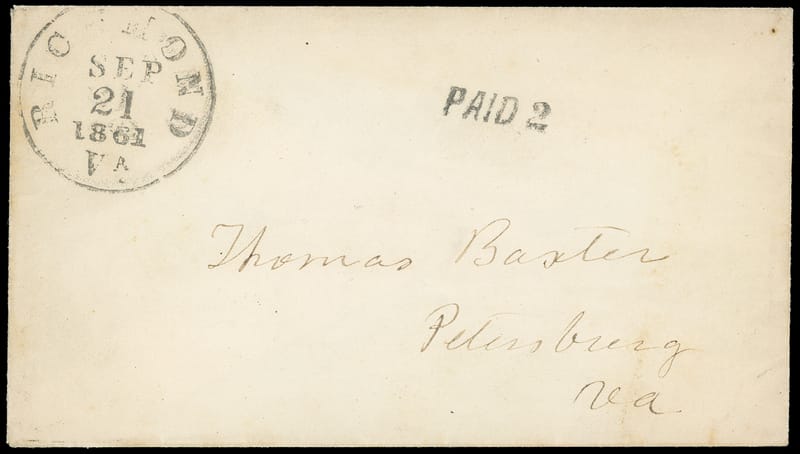 RICHMOND
SEP
21
1861
VA
PAID 2
Thomas Baxter
Petersburg
Va